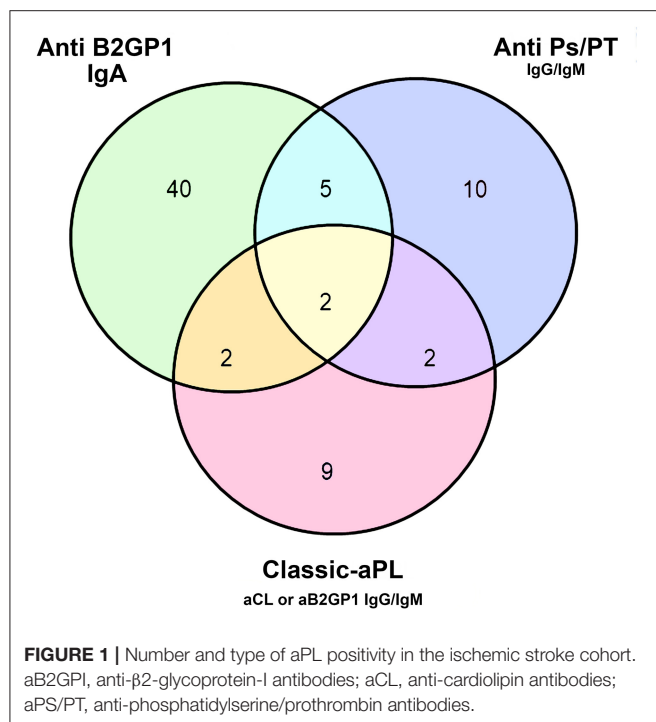 Anti B2GP1
IgA
Anti Ps/PT
IgG/IgM
40
5
10
2
2
2
9
Classic-aPL
aCL or aB2GP1 IgG/IgM
FIGURE 1 | Number and type of aPL positivity in the ischemic stroke cohort.
aB2GPI, anti-β2-glycoprotein-I antibodies; aCL, anti-cardiolipin antibodies;
aPS/PT, anti-phosphatidylserine/prothrombin antibodies.